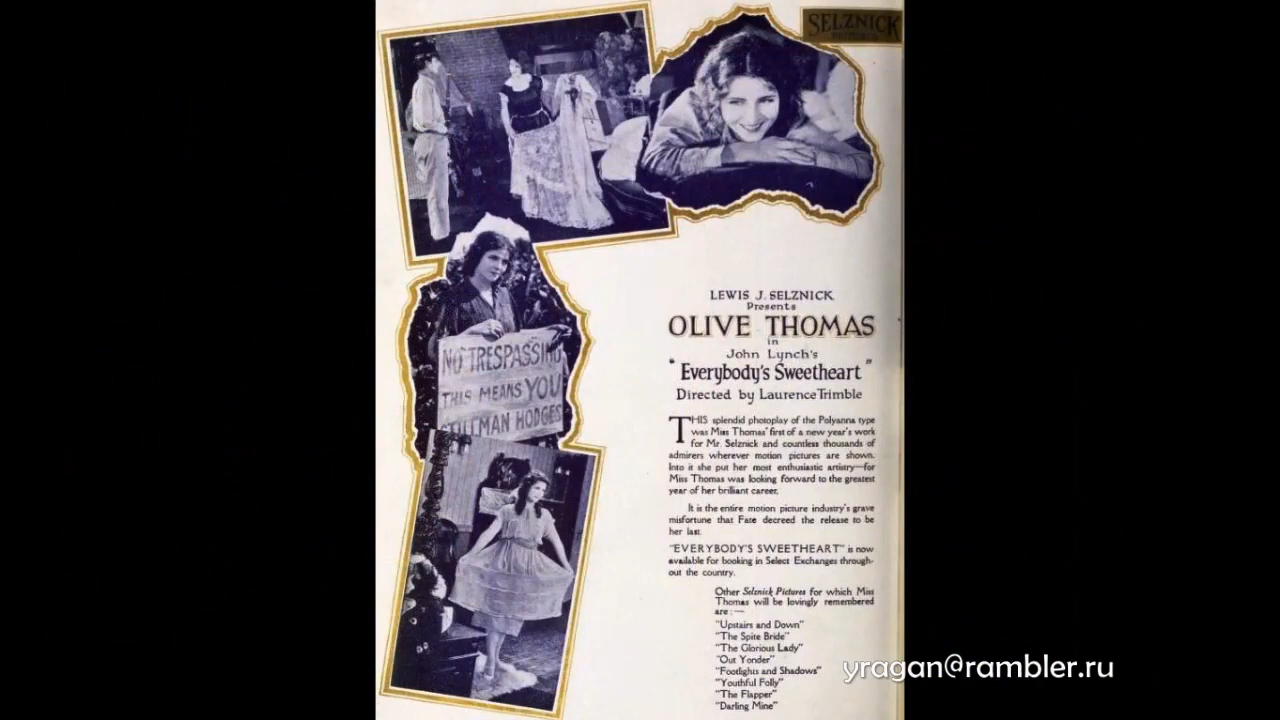 SELZNICK
PICTURES
NO TRESPASSING
THIS MEANS YOU
STILLMAN HODGES
LEWIS J. SELZNICK
Presents
OLIVE THOMAS
in
John Lynch's
"Everybody's Sweetheart"
Directed by Laurence Trimble
THIS splendid photoplay of the Polyanna type
was Miss Thomas' first of a new year's work
for Mr. Selznick and countless thousands of
admirers wherever motion pictures are shown.
Into it she put her most enthusiastic artistry—for
Miss Thomas was looking forward to the greatest
year of her brilliant career.
It is the entire motion picture industry's grave
misfortune that Fate decreed the release to be
her last.
"EVERYBODY'S SWEETHEART" is now
available for booking in Select Exchanges through-
out the country.
Other Selznick Pictures for which Miss
Thomas will be lovingly remembered
are:—
"Upstairs and Down"
"The Spite Bride"
"The Glorious Lady"
"Out Yonder"
"Footlights and Shadows"
"Youthful Folly"
"The Flapper"
"Darling Mine"
yragan@rambler.ru